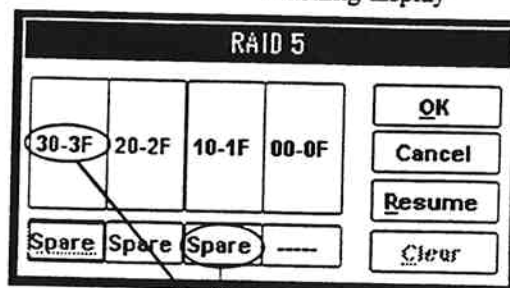 RAID 5
30-3F 20-2F 10-1F 00-0F
Spare Spare Spare -----
OK
Cancel
Resume
Clear